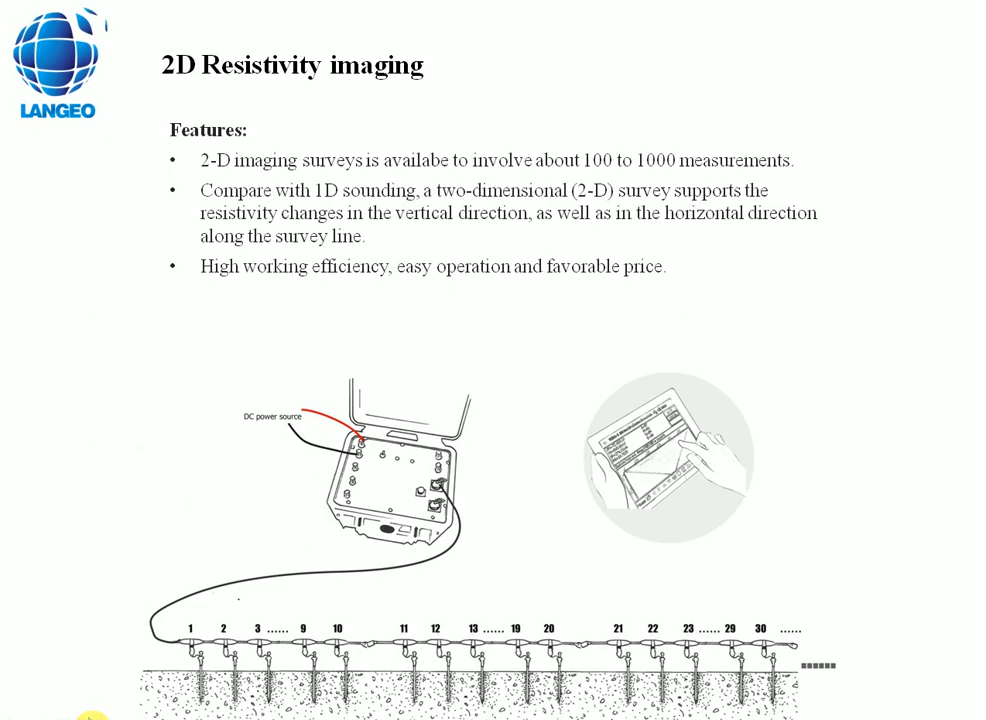 LANGEO
2D Resistivity imaging
Features:
• 2-D imaging surveys is availabe to involve about 100 to 1000 measurements.
• Compare with 1D sounding, a two-dimensional (2-D) survey supports the
resistivity changes in the vertical direction, as well as in the horizontal direction
along the survey line.
• High working efficiency, easy operation and favorable price.
DC power source
1 2 3 ...... 9 10 11 12 13 ...... 19 20 21 22 23 ...... 29 30 ......